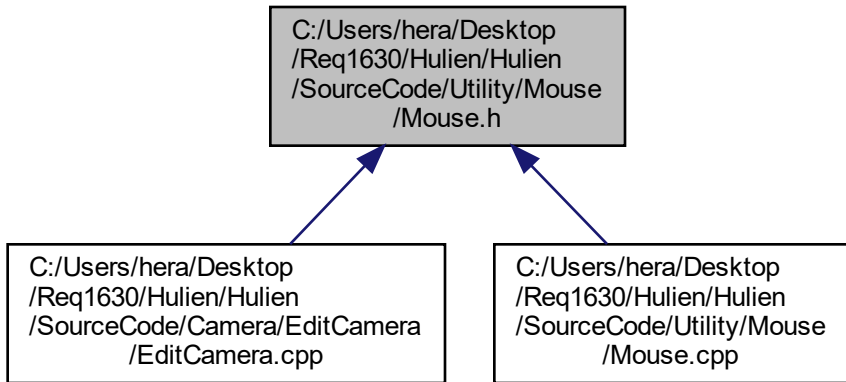 C:/Users/hera/Desktop
/Req1630/Hulien/Hulien
/SourceCode/Utility/Mouse
/Mouse.h
C:/Users/hera/Desktop
/Req1630/Hulien/Hulien
/SourceCode/Camera/EditCamera
/EditCamera.cpp
C:/Users/hera/Desktop
/Req1630/Hulien/Hulien
/SourceCode/Utility/Mouse
/Mouse.cpp